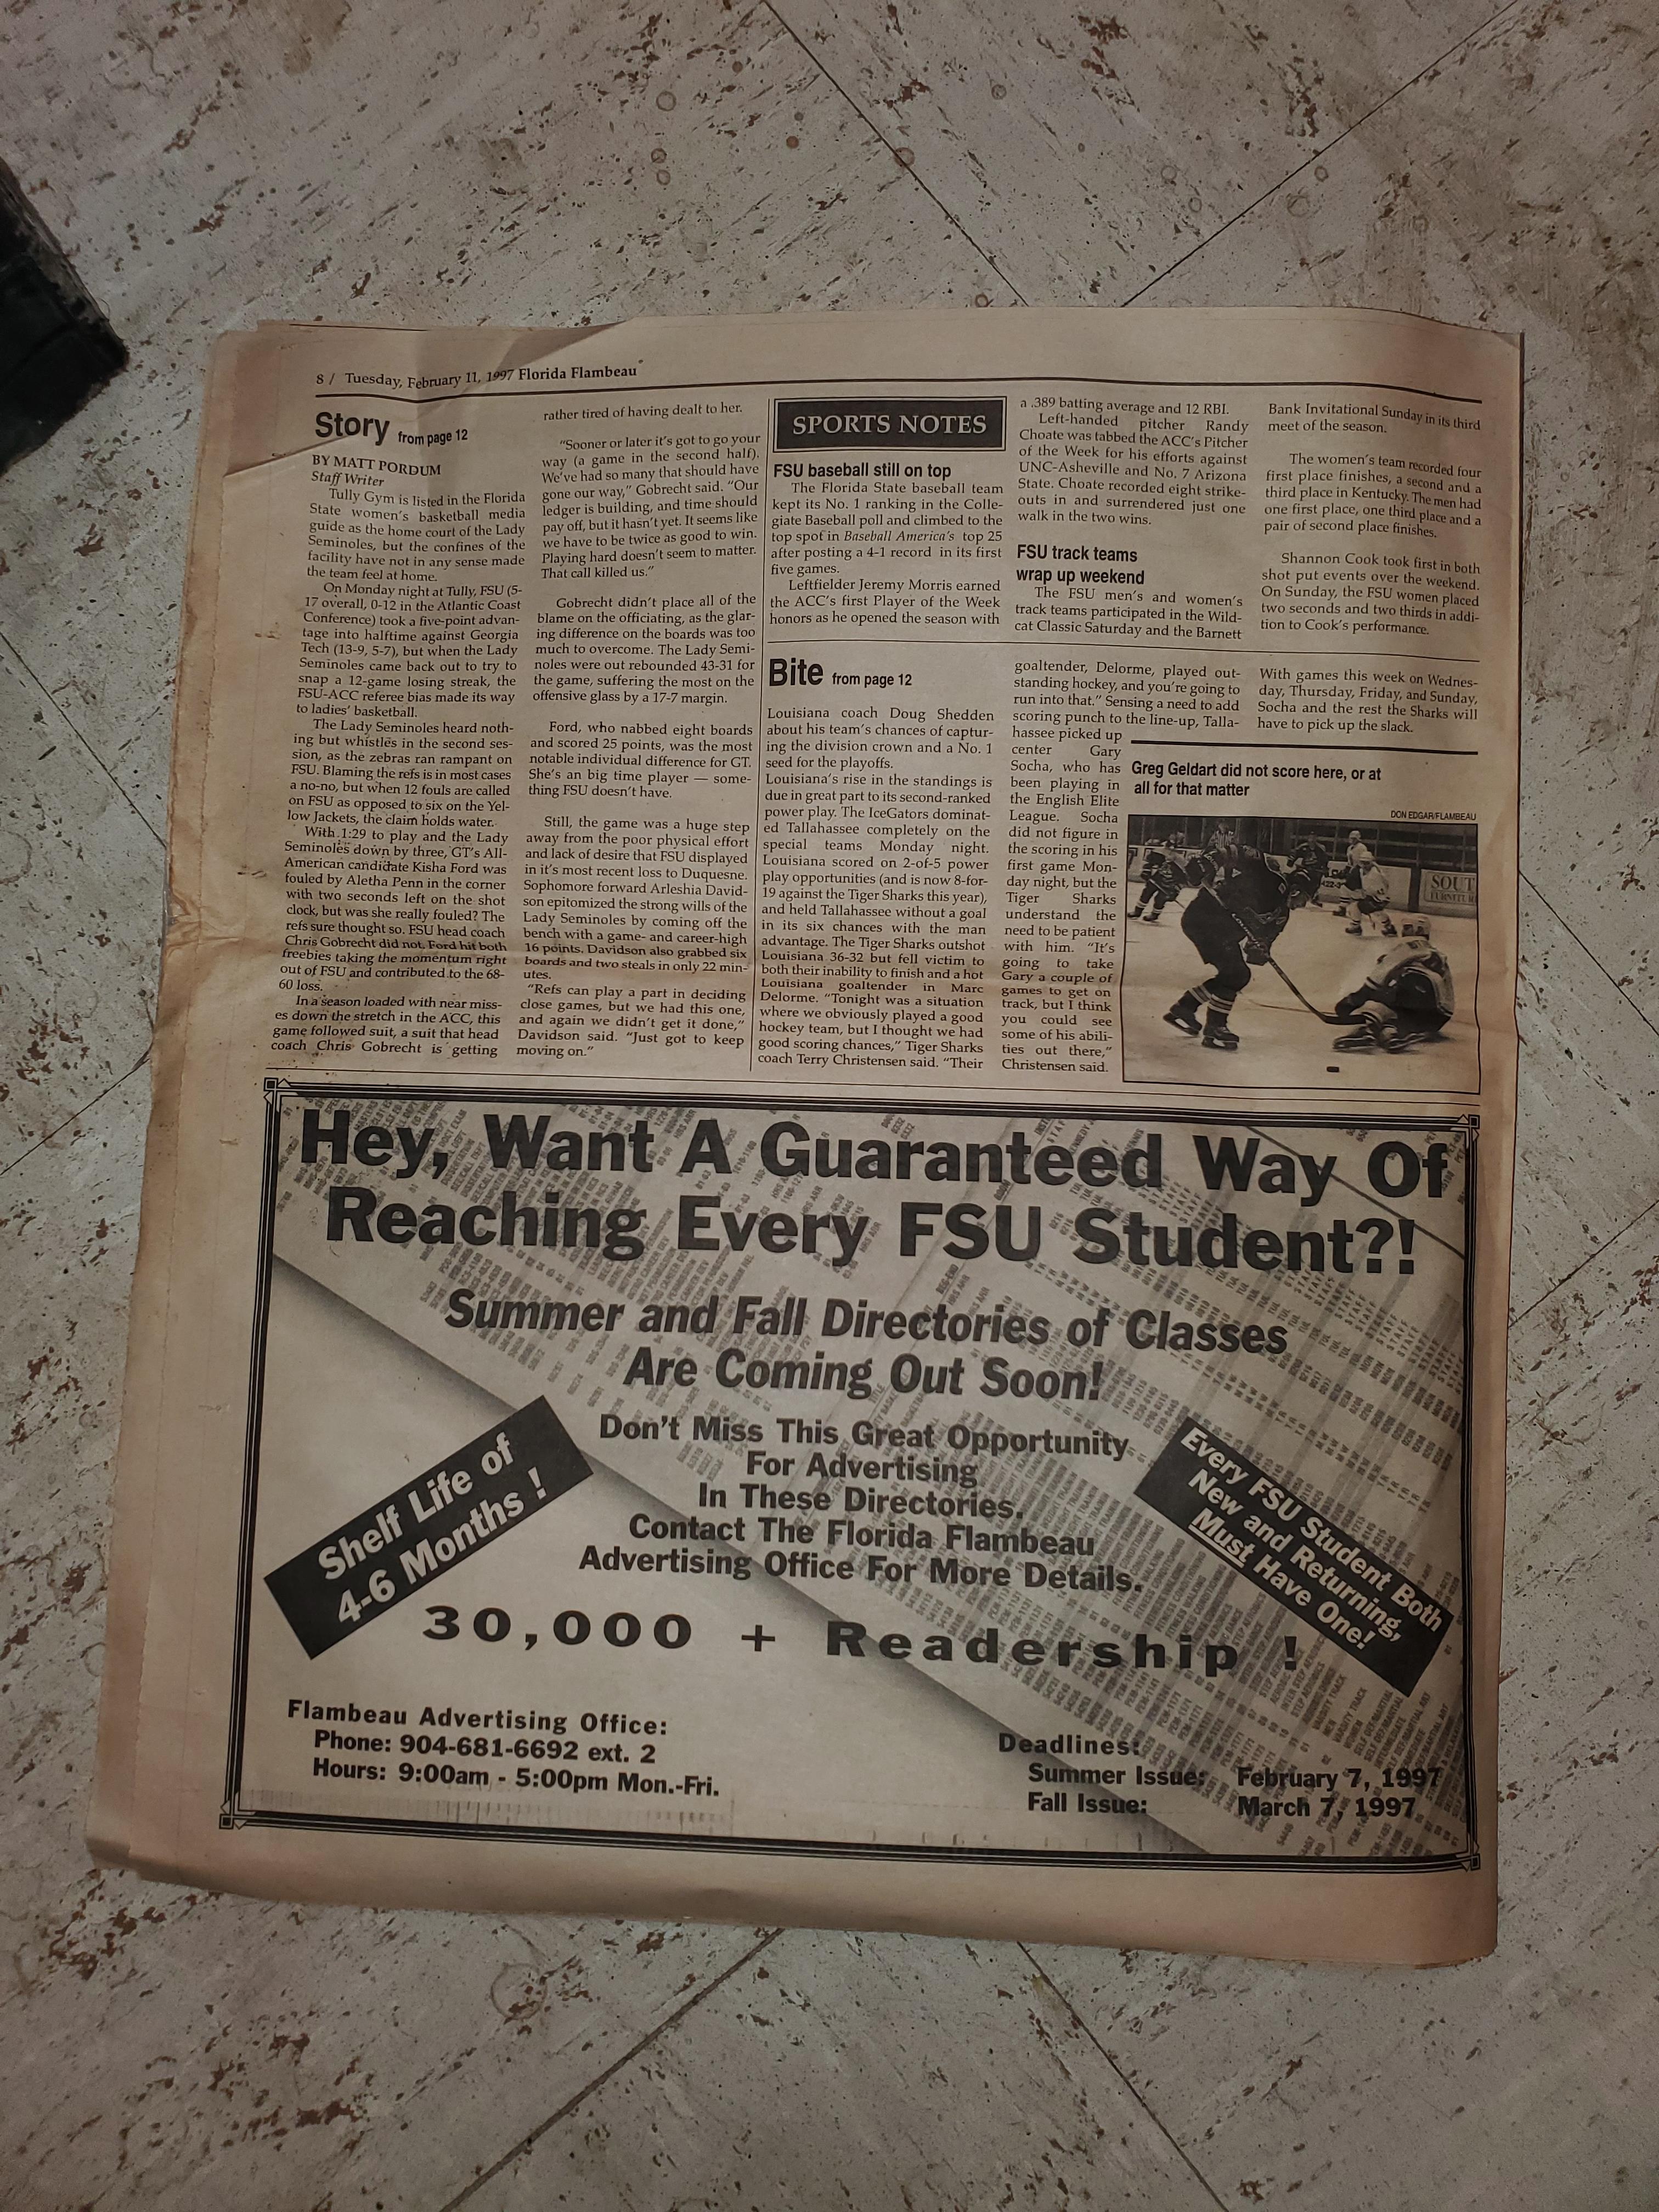 8 / Tuesday, February 11, 1997 Florida Flambeau
Story from page 12
BY MATT PORDUM
Staff Writer
Tully Gym is listed in the Florida
State women's basketball media
guide as the home court of the Lady
Seminoles, but the confines of the
facility have not in any sense made
the team feel at home.
On Monday night at Tully, FSU (5-
17 overall, 0-12 in the Atlantic Coast
Conference) took a five-point advan-
tage into halftime against Georgia
Tech (13-9, 5-7), but when the Lady
Seminoles came back out to try to
snap a 12-game losing streak, the
FSU-ACC referee bias made its way
to ladies' basketball.
The Lady Seminoles heard noth-
ing but whistles in the second ses-
sion, as the zebras ran rampant on
FSU. Blaming the refs is in most cases
a no-no, but when 12 fouls are called
on FSU as opposed to six on the Yel-
low Jackets, the claim holds water.
With 1:29 to play and the Lady
Seminoles down by three, GT's All-
American candidate Kisha Ford was
fouled by Aletha Penn in the corner
with two seconds left on the shot
clock, but was she really fouled? The
refs sure thought so. FSU head coach
Chris Gobrecht did not. Ford hit both
freebies taking the momentum right
out of FSU and contributed to the 68-
60 loss.
In a season loaded with near miss-
es down the stretch in the ACC, this
game followed suit, a suit that head
coach Chris Gobrecht is getting
rather tired of having dealt to her.
"Sooner or later it's got to go your
way (a game in the second half).
We've had so many that should have
gone our way," Gobrecht said. "Our
ledger is building, and time should
pay off, but it hasn't yet. It seems like
we have to be twice as good to win.
Playing hard doesn't seem to matter.
That call killed us."
Gobrecht didn't place all of the
blame on the officiating, as the glar-
ing difference on the boards was too
much to overcome. The Lady Semi-
noles were out rebounded 43-31 for
the game, suffering the most on the
offensive glass by a 17-7 margin.
Ford, who nabbed eight boards
and scored 25 points, was the most
notable individual difference for GT.
She's an big time player — some-
thing FSU doesn't have.
Still, the game was a huge step
away from the poor physical effort
and lack of desire that FSU displayed
in it's most recent loss to Duquesne.
Sophomore forward Arleshia David-
son epitomized the strong wills of the
Lady Seminoles by coming off the
bench with a game- and career-high
16 points. Davidson also grabbed six
boards and two steals in only 22 min-
utes.
"Refs can play a part in deciding
close games, but we had this one,
and again we didn't get it done,"
Davidson said. "Just got to keep
moving on."
SPORTS NOTES
FSU baseball still on top
The Florida State baseball team
kept its No. 1 ranking in the Colle-
giate Baseball poll and climbed to the
top spot in Baseball America's top 25
after posting a 4-1 record in its first
five games.
Leftfielder Jeremy Morris earned
the ACC's first Player of the Week
honors as he opened the season with
a .389 batting average and 12 RBI.
Left-handed pitcher Randy
Choate was tabbed the ACC's Pitcher
of the Week for his efforts against
UNC-Asheville and No. 7 Arizona
State. Choate recorded eight strike-
outs in and surrendered just one
walk in the two wins.
FSU track teams
wrap up weekend
The FSU men's and women's
track teams participated in the Wild-
cat Classic Saturday and the Barnett
Bank Invitational Sunday in its third
meet of the season.
The women's team recorded four
first place finishes, a second and a
third place in Kentucky. The men had
one first place, one third place and a
pair of second place finishes.
Shannon Cook took first in both
shot put events over the weekend.
On Sunday, the FSU women placed
two seconds and two thirds in addi-
tion to Cook's performance.
Bite from page 12
Louisiana coach Doug Shedden
about his team's chances of captur-
ing the division crown and a No. 1
seed for the playoffs.
Louisiana's rise in the standings is
due in great part to its second-ranked
power play. The IceGators dominat-
ed Tallahassee completely on the
special teams Monday night.
Louisiana scored on 2-of-5 power
play opportunities (and is now 8-for-
19 against the Tiger Sharks this year),
and held Tallahassee without a goal
in its six chances with the man
advantage. The Tiger Sharks outshot
Louisiana 36-32 but fell victim to
both their inability to finish and a hot
Louisiana goaltender in Marc
Delorme. "Tonight was a situation
where we obviously played a good
hockey team, but I thought we had
good scoring chances," Tiger Sharks
coach Terry Christensen said. "Their
goaltender, Delorme, played out-
standing hockey, and you're going to
run into that." Sensing a need to add
scoring punch to the line-up, Talla-
hassee picked up
center Gary
Socha, who has
been playing in
the English Elite
League. Socha
did not figure in
the scoring in his
first game Mon-
day night, but the
Tiger Sharks
understand the
need to be patient
with him. "It's
going to take
Gary a couple of
games to get on
track, but I think
you could see
some of his abili-
ties out there,"
Christensen said.
With games this week on Wednes-
day, Thursday, Friday, and Sunday,
Socha and the rest the Sharks will
have to pick up the slack.
Greg Geldart did not score here, or at
all for that matter
DON EDGAR/FLAMBEAU
SOUT
FURNITUR
Hey, Want A Guaranteed Way Of
Reaching Every FSU Student?!
Summer and Fall Directories of Classes
Are Coming Out Soon!
Don't Miss This Great Opportunity
For Advertising
In These Directories.
Contact The Florida Flambeau
Advertising Office For More Details.
Shelf Life of
4-6 Months !
Every FSU Student Both
New and Returning,
Must Have One!
30,000 + Readership !
Flambeau Advertising Office:
Phone: 904-681-6692 ext. 2
Hours: 9:00am - 5:00pm Mon.-Fri.
Deadlines:
Summer Issue: February 7, 1997
Fall Issue: March 7, 1997